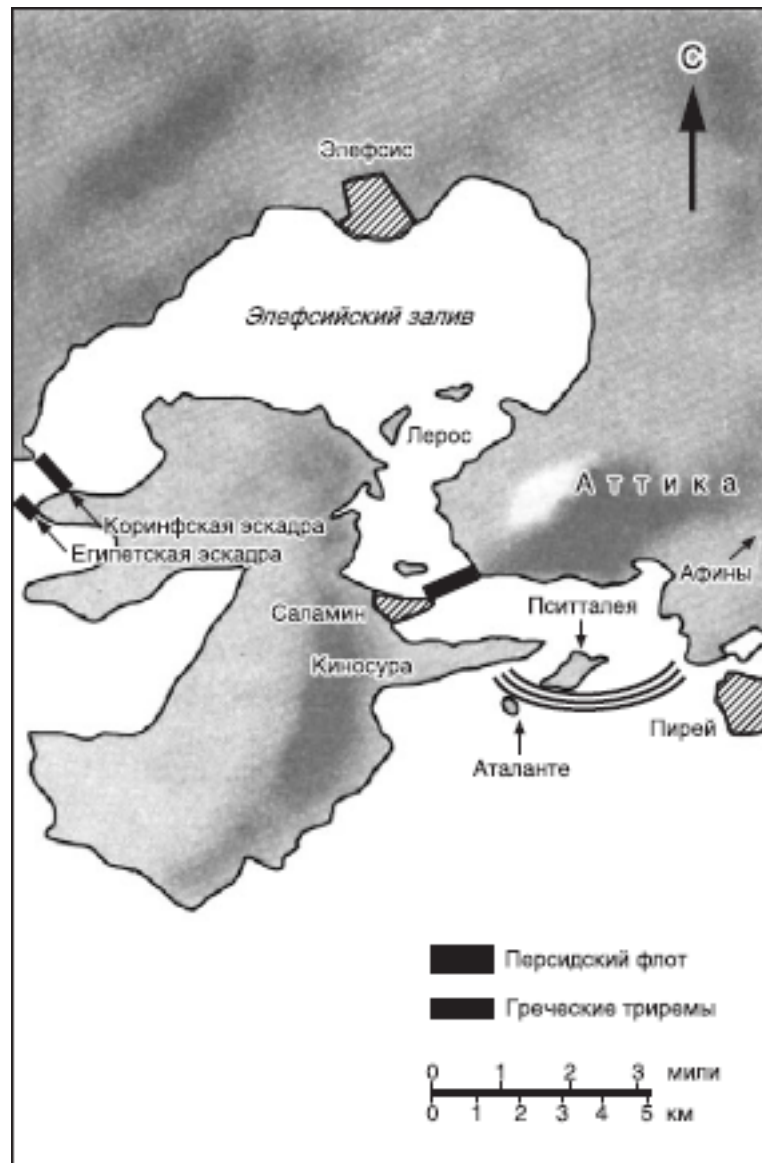 С
Элефсис
Элефсийский залив
Лерос
Аттика
Коринфская эскадра
Египетская эскадра
Афины
Пситталея
Саламин
Киносура
Пирей
Аталанте
Персидский флот
Греческие триремы
0 1 2 3 мили
0 1 2 3 4 5 км